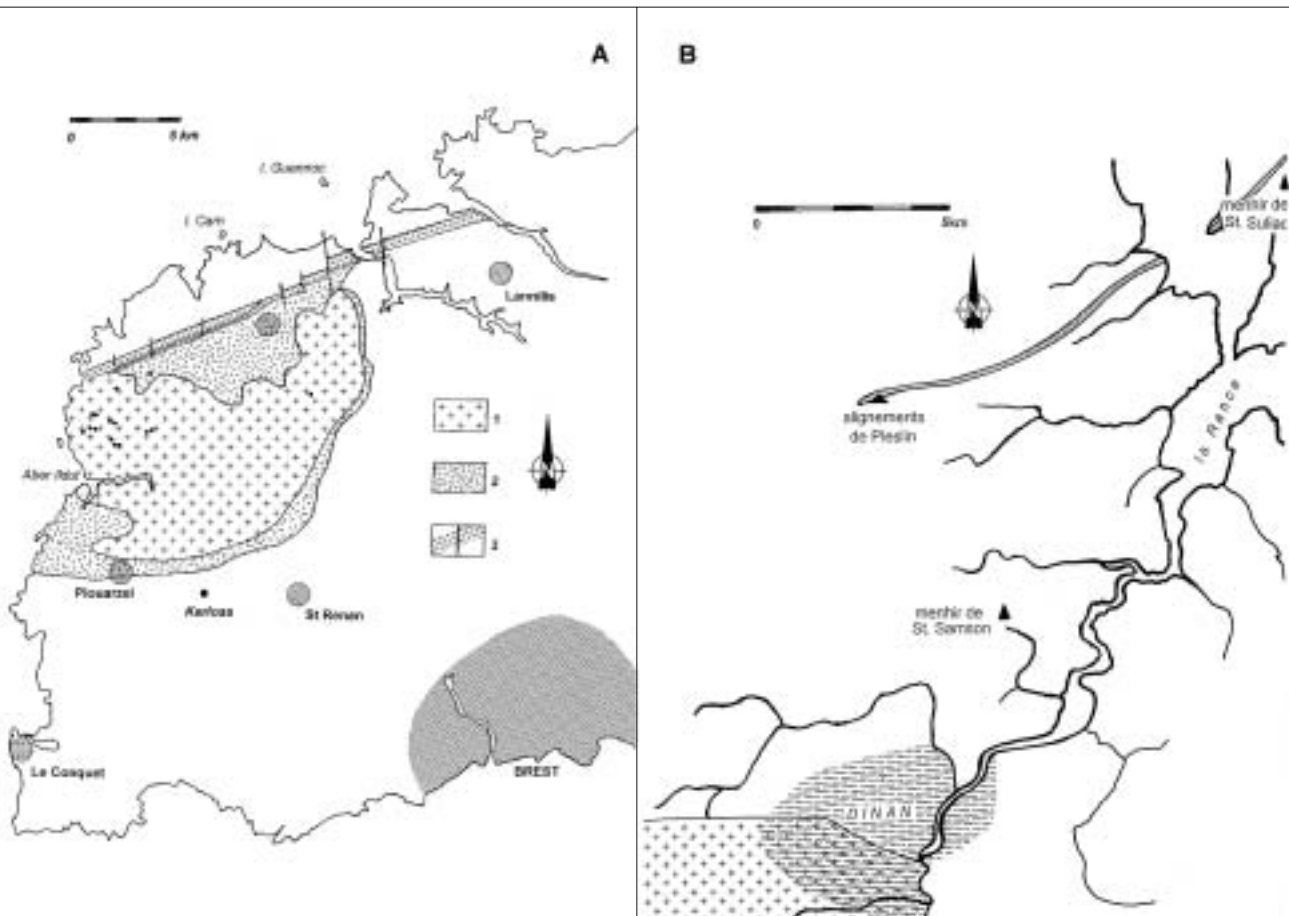 A
0 5 km
I. Guennoc
I. Carn
Lannilis
1
2
3
Aber Ildut
Plouarzel
Kerloas
St Renan
Le Conquet
BREST
B
0 5km
menhir de
St. Suliac
alignements
de Pleslin
la Rance
menhir de
St. Samson
DINAN